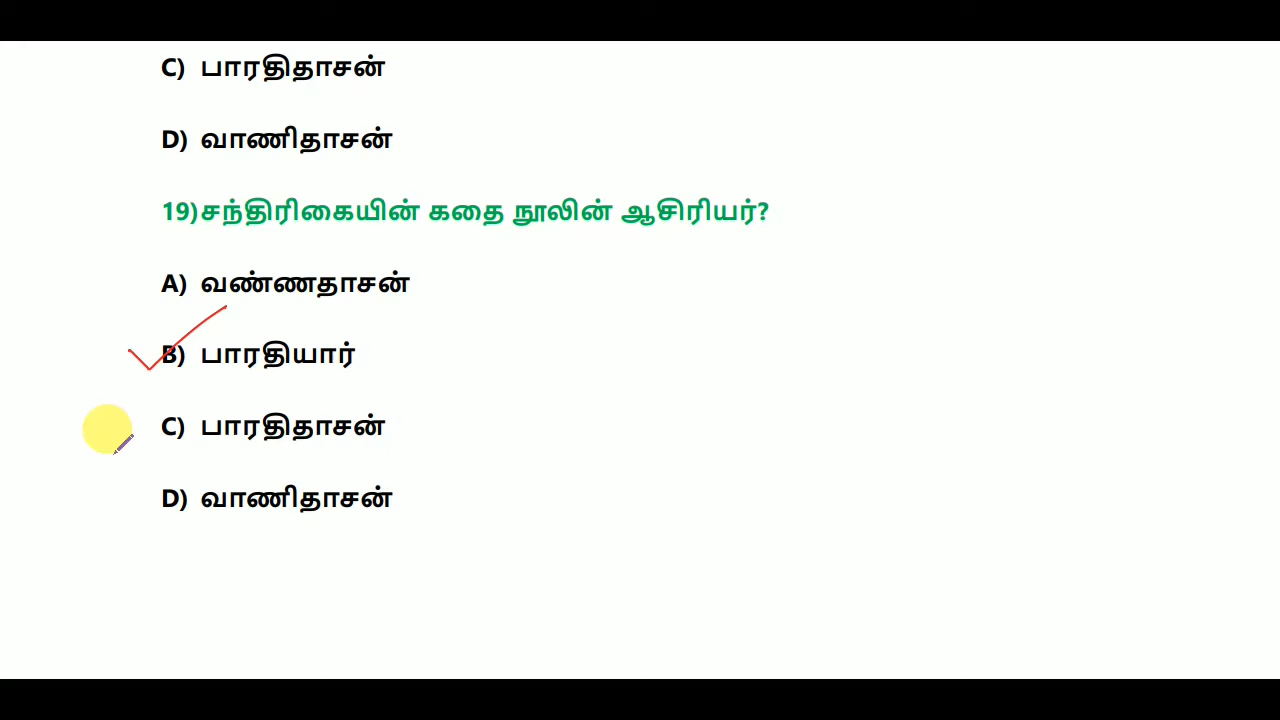 C) பாரதிதாசன்
D) வாணிதாசன்
19)சந்திரிகையின் கதை நூலின் ஆசிரியர்?
A) வண்ணதாசன்
B) பாரதியார்
C) பாரதிதாசன்
D) வாணிதாசன்